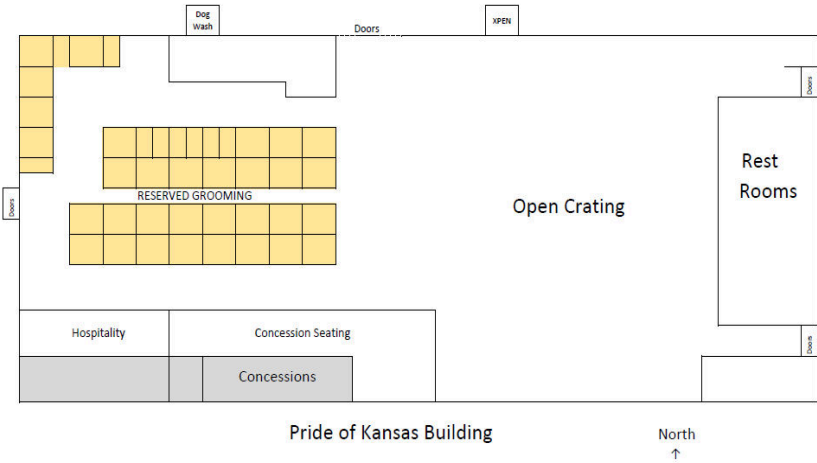 Dog
Wash
Doors
XPEN
Doors
Rest
Rooms
RESERVED GROOMING
Doors
Open Crating
Hospitality
Concession Seating
Doors
Concessions
Pride of Kansas Building
North
↑